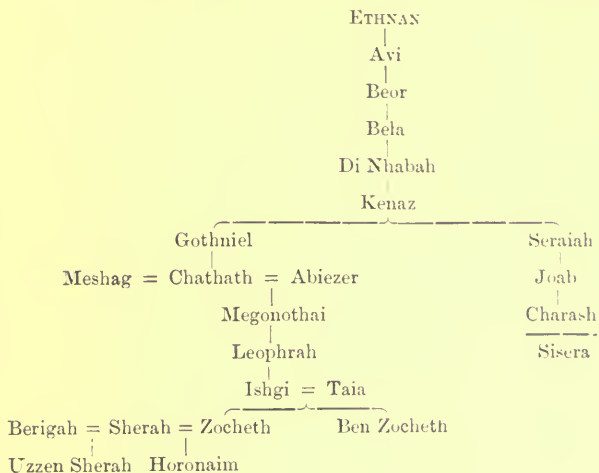 ETHNAN
Avi
Beor
Bela
Di Nhabah
Kenaz
Gothniel Seraiah
Meshag = Chathath = Abiezer Joab
Megonothai Charash
Leophrah Sisera
Ishgi = Taia
Berigah = Sherah = Zocheth Ben Zocheth
Uzzen Sherah Horonaim